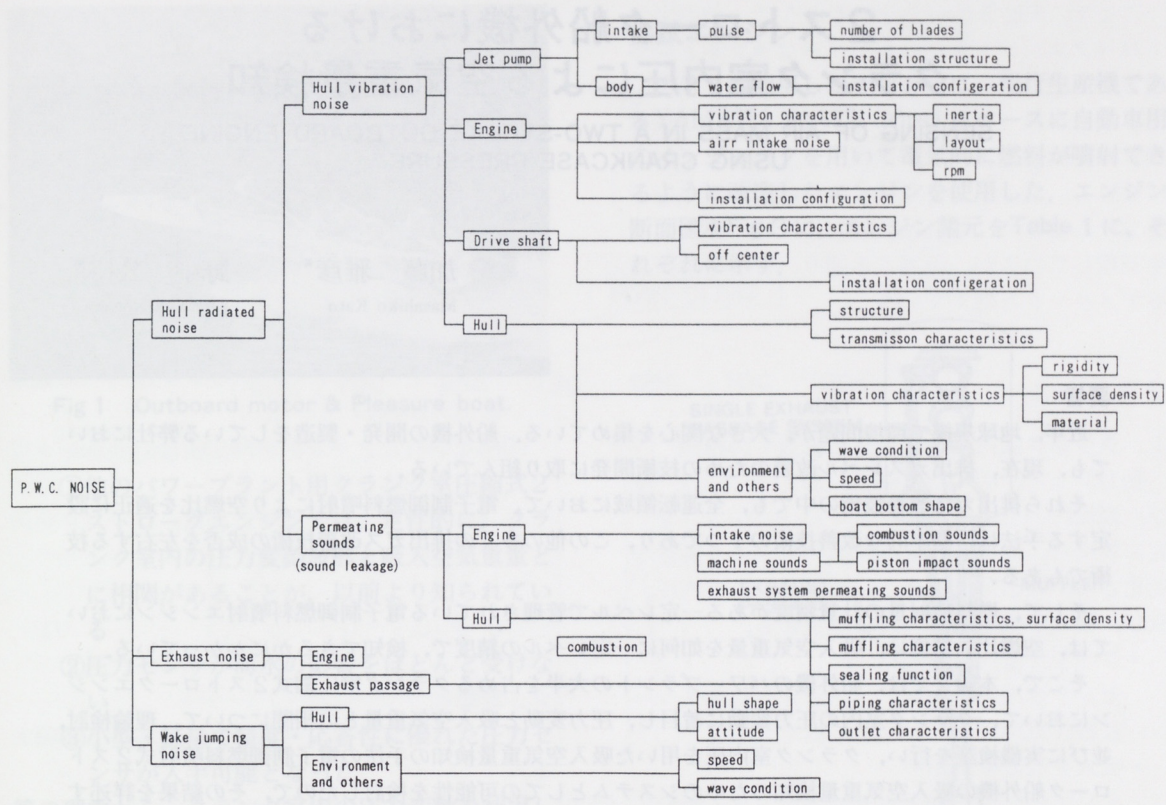 intake
pulse
number of blades
Jet pump
installation structure
Hull vibration
noise
body
water flow
installation configeration
Engine
vibration characteristics
inertia
airr intake noise
layout
rpm
installation configuration
Drive shaft
vibration characteristics
off center
installation configeration
Hull radiated
noise
Hull
structure
transmisson characteristics
rigidity
vibration characteristics
surface density
material
P.W.C. NOISE
environment
and others
wave condition
speed
boat bottom shape
Permeating
sounds
(sound leakage)
Engine
intake noise
combustion sounds
machine sounds
piston impact sounds
exhaust system permeating sounds
Hull
muffling characteristics, surface density
Exhaust noise
Engine
combustion
muffling characteristics
Exhaust passage
sealing function
piping characteristics
outlet characteristics
Wake jumping
noise
Hull
hull shape
attitude
Environment
and others
speed
wave condition